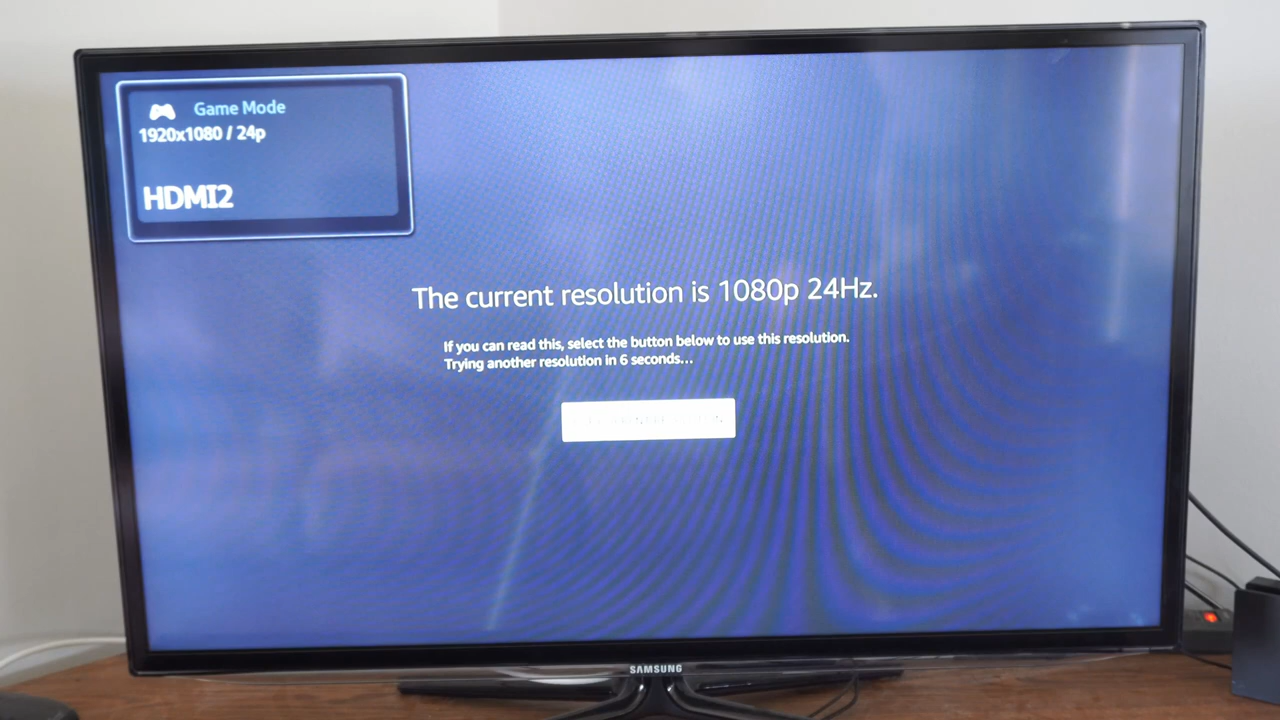 Game Mode
1920x1080 / 24p
HDMI2
The current resolution is 1080p 24Hz.
If you can read this, select the button below to use this resolution.
Trying another resolution in 6 seconds...
SAMSUNG